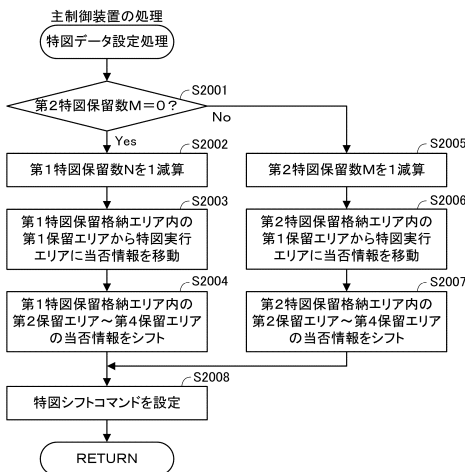 主制御装置の処理
特図データ設定処理
S2001
第2特図保留数M=0?
No
Yes
S2002
第1特図保留数Nを1減算
S2003
第1特図保留格納エリア内の
第1保留エリアから特図実行
エリアに当否情報を移動
S2004
第1特図保留格納エリア内の
第2保留エリア～第4保留エリア
の当否情報をシフト
S2005
第2特図保留数Mを1減算
S2006
第2特図保留格納エリア内の
第1保留エリアから特図実行
エリアに当否情報を移動
S2007
第2特図保留格納エリア内の
第2保留エリア～第4保留エリア
の当否情報をシフト
S2008
特図シフトコマンドを設定
RETURN